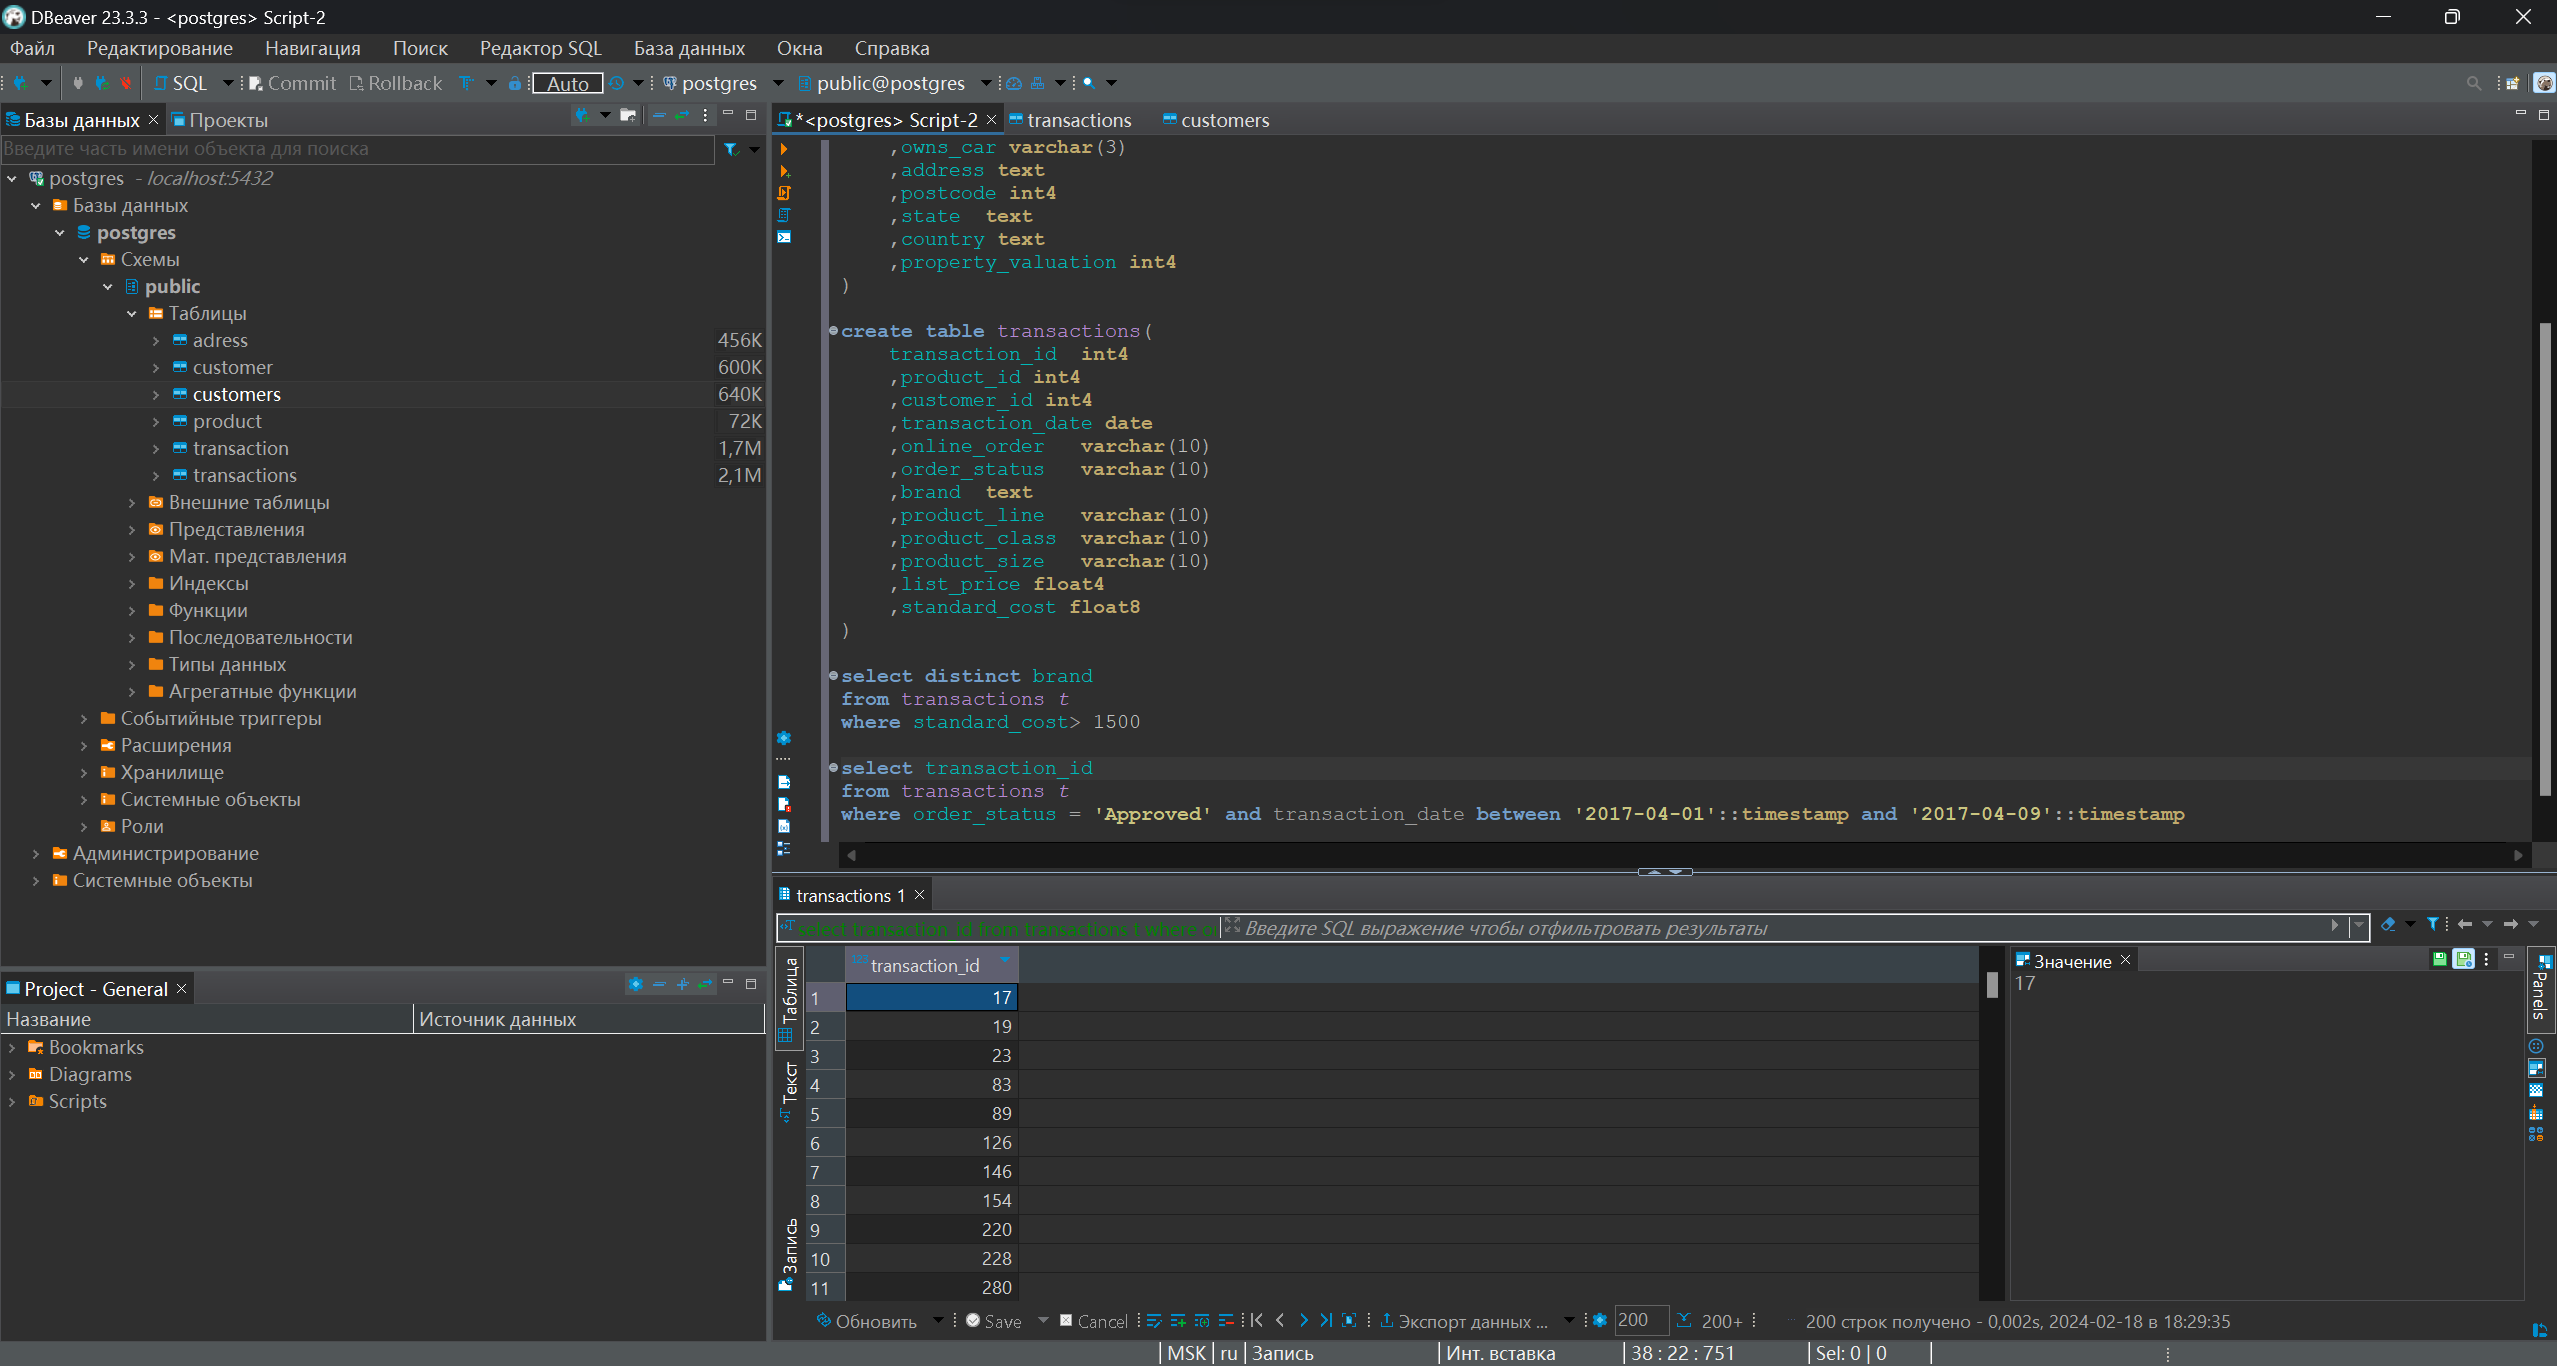 DBeaver 23.3.3 - <postgres> Script-2
Файл Редактирование Навигация Поиск Редактор SQL База данных Окна Справка
SQL Commit Rollback Auto postgres public@postgres
Базы данных Проекты
Введите часть имени объекта для поиска
postgres - localhost:5432
Базы данных
postgres
Схемы
public
Таблицы
adress 456K
customer 600K
customers 640K
product 72K
transaction 1,7M
transactions 2,1M
Внешние таблицы
Представления
Мат. представления
Индексы
Функции
Последовательности
Типы данных
Агрегатные функции
Событийные триггеры
Расширения
Хранилище
Системные объекты
Роли
Администрирование
Системные объекты
Project - General
Название Источник данных
Bookmarks
Diagrams
Scripts
*<postgres> Script-2 transactions customers
,owns_car varchar(3)
,address text
,postcode int4
,state text
,country text
,property_valuation int4
)
create table transactions(
transaction_id int4
,product_id int4
,customer_id int4
,transaction_date date
,online_order varchar(10)
,order_status varchar(10)
,brand text
,product_line varchar(10)
,product_class varchar(10)
,product_size varchar(10)
,list_price float4
,standard_cost float8
)
select distinct brand
from transactions t
where standard_cost> 1500
select transaction_id
from transactions t
where order_status = 'Approved' and transaction_date between '2017-04-01'::timestamp and '2017-04-09'::timestamp
transactions 1
select transaction_id from transactions t where Введите SQL выражение чтобы отфильтровать результаты
Таблица
Текст
Запись
123 transaction_id
1 17
2 19
3 23
4 83
5 89
6 126
7 146
8 154
9 220
10 228
11 280
Значение
17
Panels
Обновить Save Cancel Экспорт данных ... 200 200+ 200 строк получено - 0,002s, 2024-02-18 в 18:29:35
MSK ru Запись Инт. вставка 38 : 22 : 751 Sel: 0 | 0